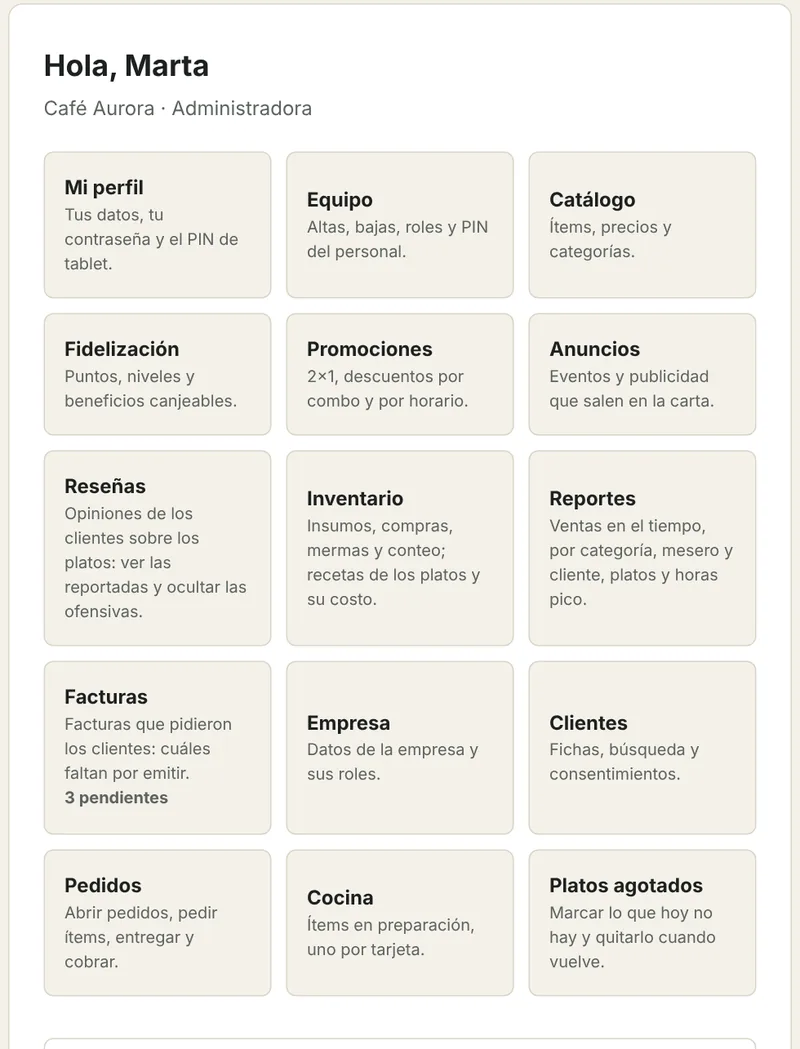 Hola, Marta
Café Aurora · Administradora
Mi perfil
Tus datos, tu
contraseña y el PIN de
tablet.
Equipo
Altas, bajas, roles y PIN
del personal.
Catálogo
Ítems, precios y
categorías.
Fidelización
Puntos, niveles y
beneficios canjeables.
Promociones
2×1, descuentos por
combo y por horario.
Anuncios
Eventos y publicidad
que salen en la carta.
Reseñas
Opiniones de los
clientes sobre los
platos: ver las
reportadas y ocultar las
ofensivas.
Inventario
Insumos, compras,
mermas y conteo;
recetas de los platos y
su costo.
Reportes
Ventas en el tiempo,
por categoría, mesero y
cliente, platos y horas
pico.
Facturas
Facturas que pidieron
los clientes: cuáles
faltan por emitir.
3 pendientes
Empresa
Datos de la empresa y
sus roles.
Clientes
Fichas, búsqueda y
consentimientos.
Pedidos
Abrir pedidos, pedir
ítems, entregar y
cobrar.
Cocina
Ítems en preparación,
uno por tarjeta.
Platos agotados
Marcar lo que hoy no
hay y quitarlo cuando
vuelve.